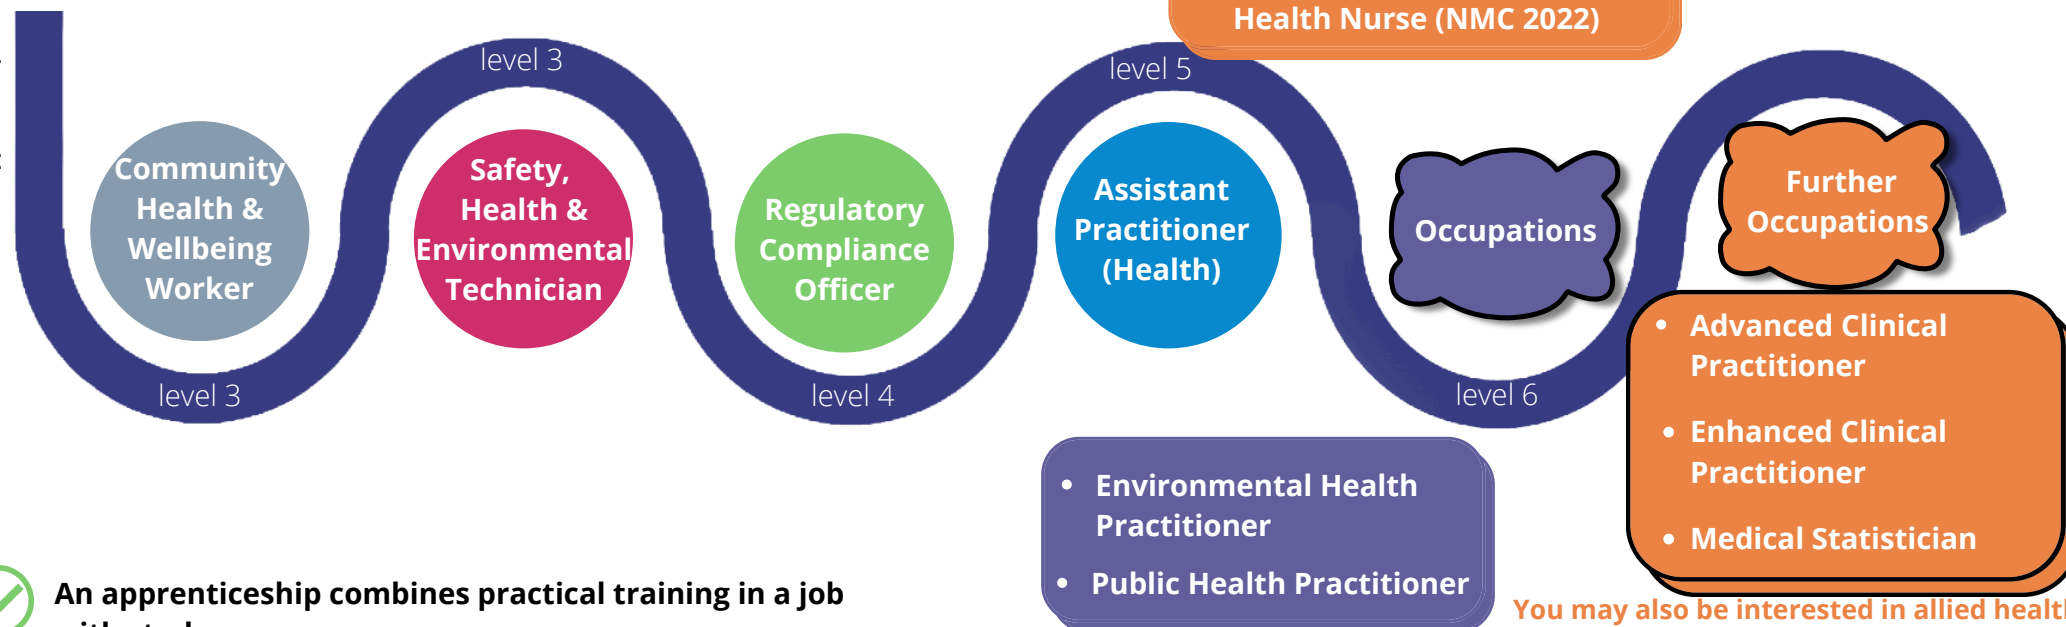 Health Nurse (NMC 2022)
level 3
level 5
Community
Health &
Wellbeing
Worker
Safety,
Health &
Environmental
Technician
Regulatory
Compliance
Officer
Assistant
Practitioner
(Health)
Occupations
Further
Occupations
level 3
level 4
level 6
• Advanced Clinical
Practitioner
• Enhanced Clinical
Practitioner
• Medical Statistician
• Environmental Health
Practitioner
• Public Health Practitioner
An apprenticeship combines practical training in a job
You may also be interested in allied health